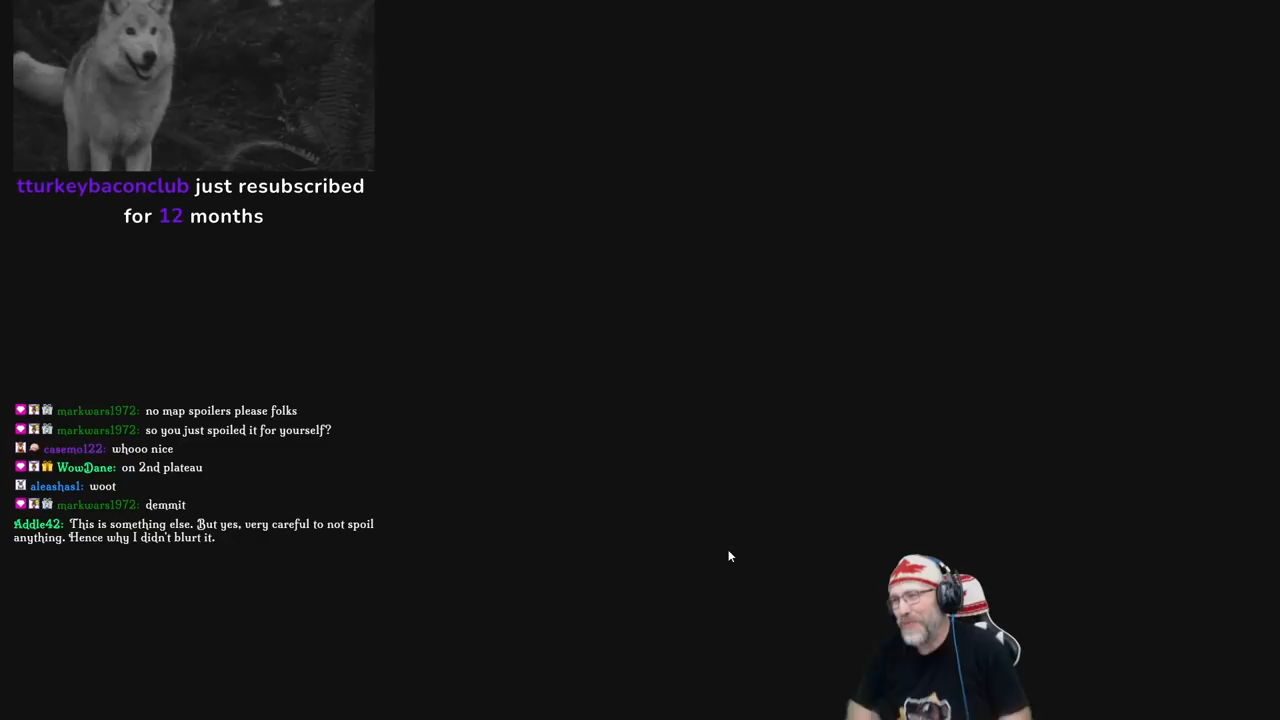 tturkeybaconclub just resubscribed
for 12 months
markwars1972: no map spoilers please folks
markwars1972: so you just spoiled it for yourself?
casemo122: whooo nice
WowDane: on 2nd plateau
aleashas1: woot
markwars1972: demmit
Addle42: This is something else. But yes, very careful to not spoil
anything. Hence why I didn't blurt it.